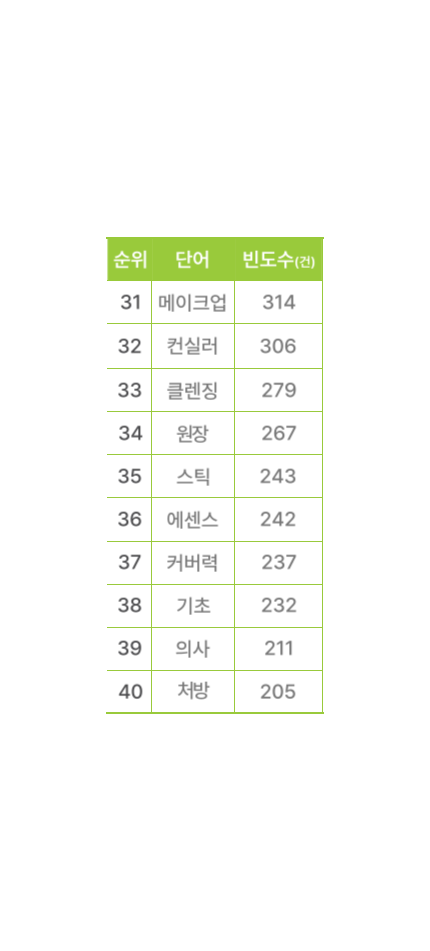 순위 단어 빈도수(건)
31 메이크업 314
32 컨실러 306
33 클렌징 279
34 원장 267
35 스틱 243
36 에센스 242
37 커버력 237
38 기초 232
39 의사 211
40 처방 205